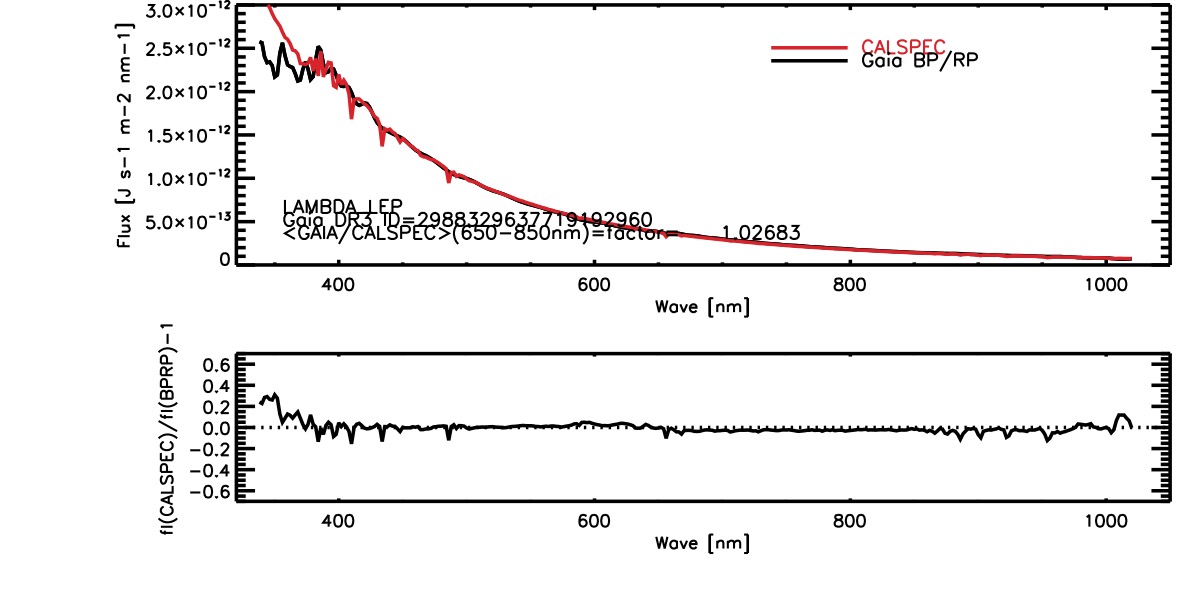 3.0×10−12
2.5×10−12
2.0×10−12
1.5×10−12
1.0×10−12
5.0×10−13
0
Flux [J s−1 m−2 nm−1]
CALSPEC
Gaia BP/RP
LAMBDA_LEP
Gaia DR3 ID=2988329637719192960
<GAIA/CALSPEC>(650−850nm)=factor= 1.02683
400 600 800 1000
Wave [nm]
fl(CALSPEC)/fl(BPRP)−1
0.6
0.4
0.2
0.0
−0.2
−0.4
−0.6
400 600 800 1000
Wave [nm]